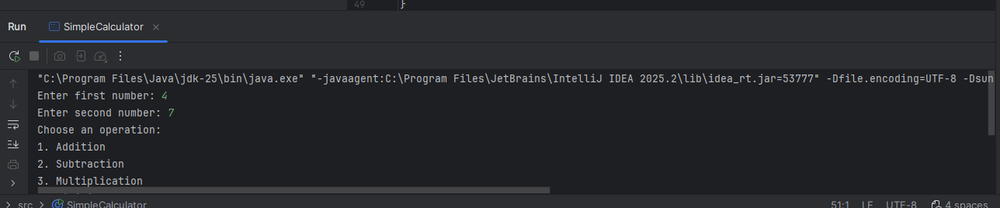 49 }
Run SimpleCalculator
"C:\Program Files\Java\jdk-25\bin\java.exe" "-javaagent:C:\Program Files\JetBrains\IntelliJ IDEA 2025.2\lib\idea_rt.jar=53777" -Dfile.encoding=UTF-8 -Dsun
Enter first number: 4
Enter second number: 7
Choose an operation:
1. Addition
2. Subtraction
3. Multiplication
src > SimpleCalculator 51:1 LF UTF-8 4 spaces